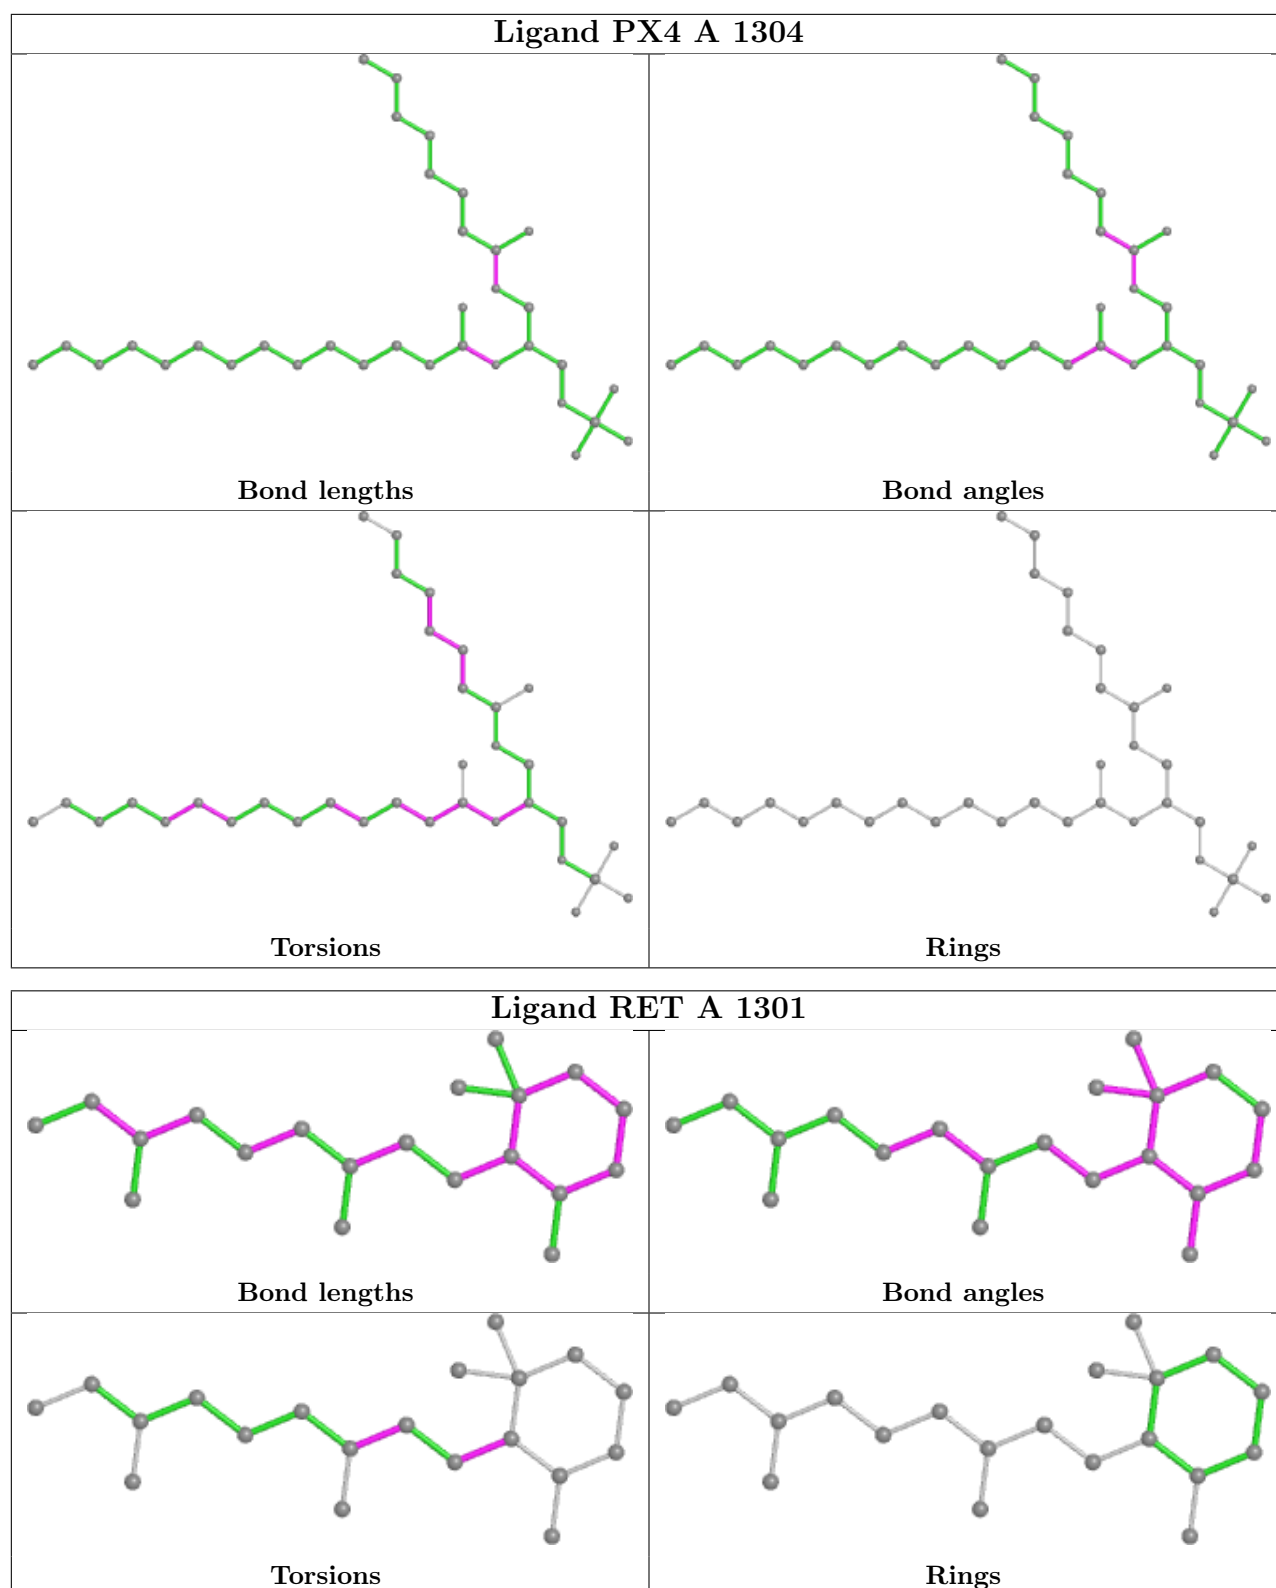 Ligand PX4 A 1304
Bond lengths
Bond angles
Torsions
Rings
Ligand RET A 1301
Bond lengths
Bond angles
Torsions
Rings